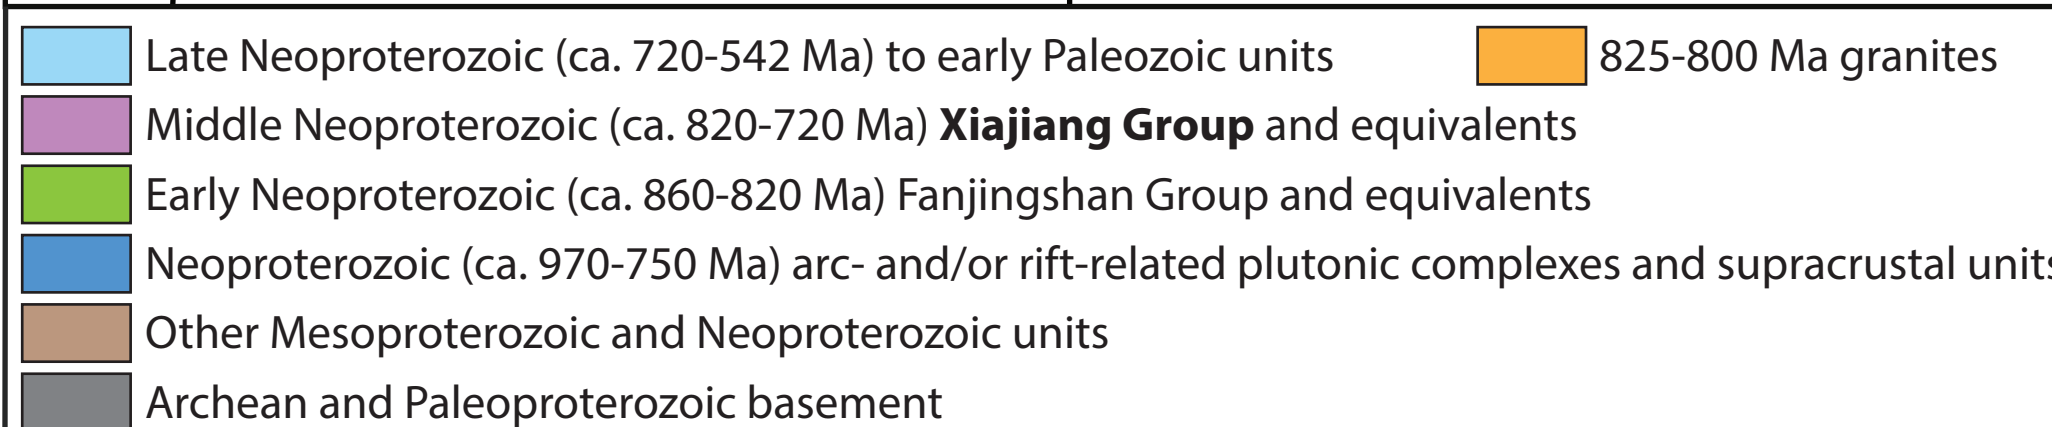 Late Neoproterozoic (ca. 720-542 Ma) to early Paleozoic units
825-800 Ma granites
Middle Neoproterozoic (ca. 820-720 Ma) Xiajiang Group and equivalents
Early Neoproterozoic (ca. 860-820 Ma) Fanjingshan Group and equivalents
Neoproterozoic (ca. 970-750 Ma) arc- and/or rift-related plutonic complexes and supracrustal units
Other Mesoproterozoic and Neoproterozoic units
Archean and Paleoproterozoic basement